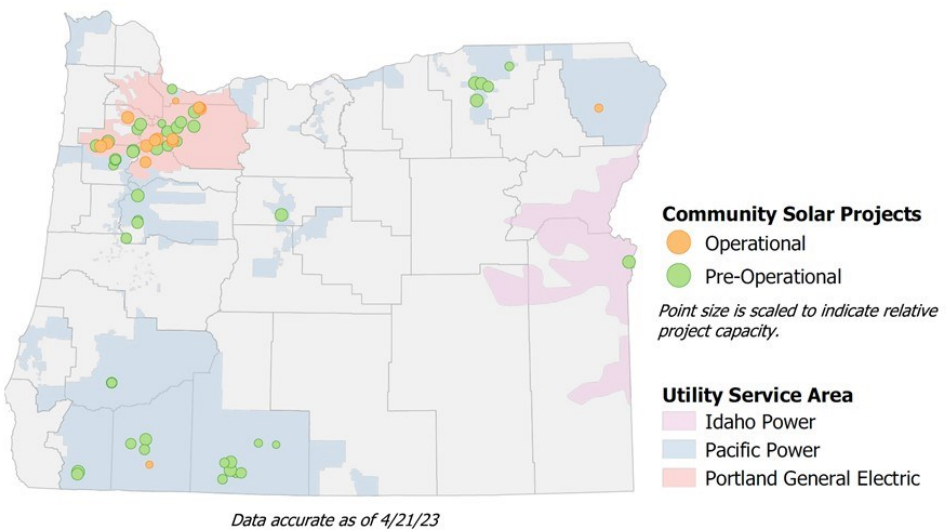 Community Solar Projects
Operational
Pre-Operational
Point size is scaled to indicate relative
project capacity.
Utility Service Area
Idaho Power
Pacific Power
Portland General Electric
Data accurate as of 4/21/23